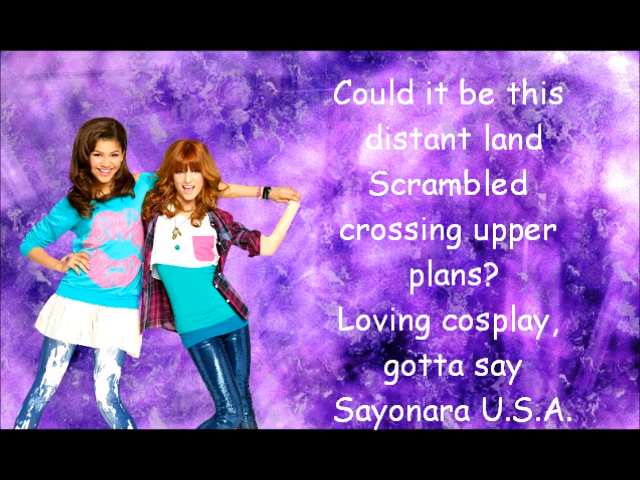 Could it be this
distant land
Scrambled
crossing upper
plans?
Loving cosplay,
gotta say
Sayonara U.S.A.